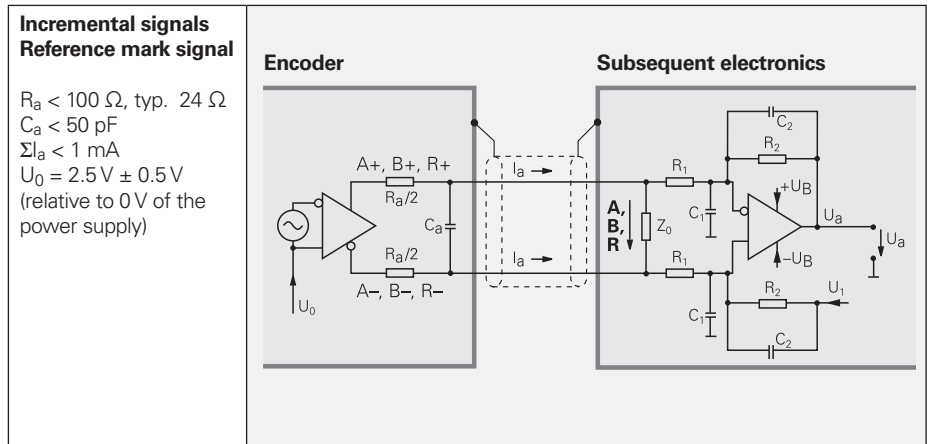 Incremental signals
Reference mark signal
Rₐ < 100 Ω, typ. 24 Ω
Cₐ < 50 pF
ΣIₐ < 1 mA
U₀ = 2.5 V ± 0.5 V
(relative to 0 V of the
power supply)
Encoder
Subsequent electronics
A+, B+, R+
Rₐ/2
Cₐ
Rₐ/2
A–, B–, R–
U₀
Iₐ
Iₐ
A,
B,
R
Z₀
R₁
C₁
R₁
C₁
C₂
R₂
+U_B
Uₐ
Uₐ
–U_B
R₂
U₁
C₂